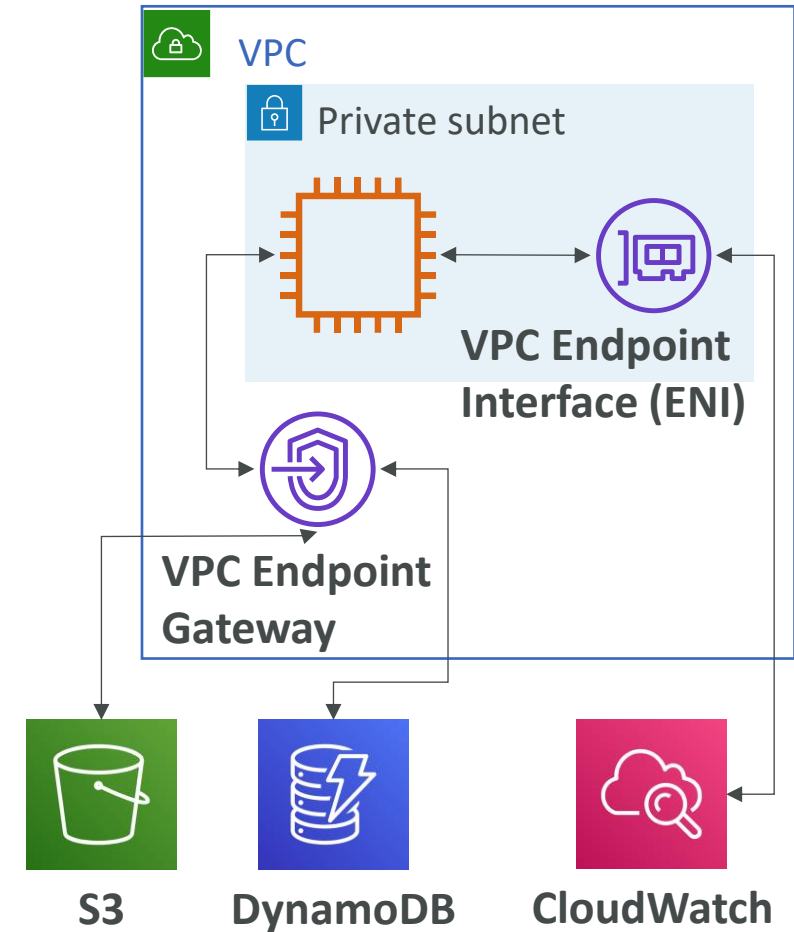 VPC
Private subnet
VPC Endpoint
Interface (ENI)
VPC Endpoint
Gateway
S3
DynamoDB
CloudWatch